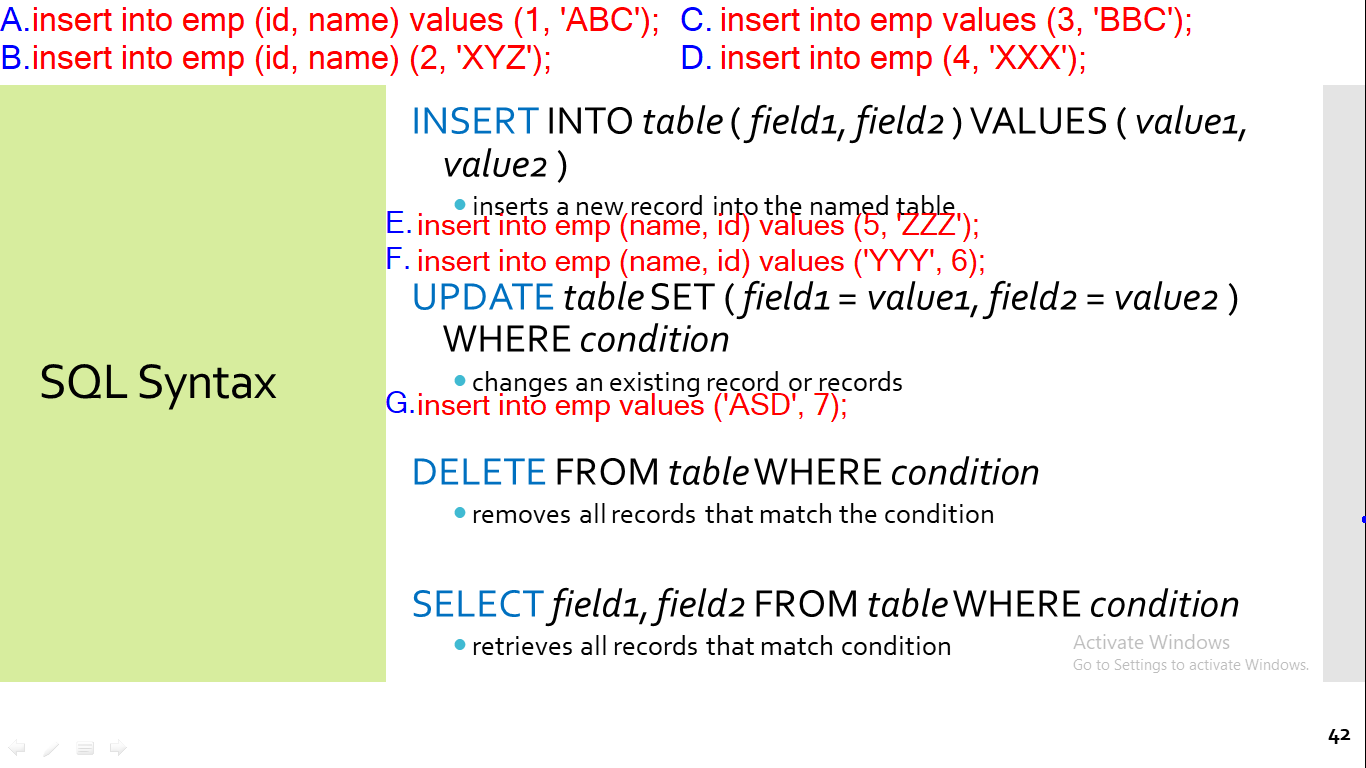 A.insert into emp (id, name) values (1, 'ABC');
C. insert into emp values (3, 'BBC');
B.insert into emp (id, name) (2, 'XYZ');
D. insert into emp (4, 'XXX');
INSERT INTO table ( field1, field2 ) VALUES ( value1,
value2 )
inserts a new record into the named table
E. insert into emp (name, id) values (5, 'ZZZ');
F. insert into emp (name, id) values ('YYY', 6);
UPDATE table SET ( field1 = value1, field2 = value2 )
WHERE condition
SQL Syntax
changes an existing record or records
G.insert into emp values ('ASD', 7);
DELETE FROM table WHERE condition
removes all records that match the condition
SELECT field1, field2 FROM table WHERE condition
retrieves all records that match condition
Activate Windows
Go to Settings to activate Windows.
42